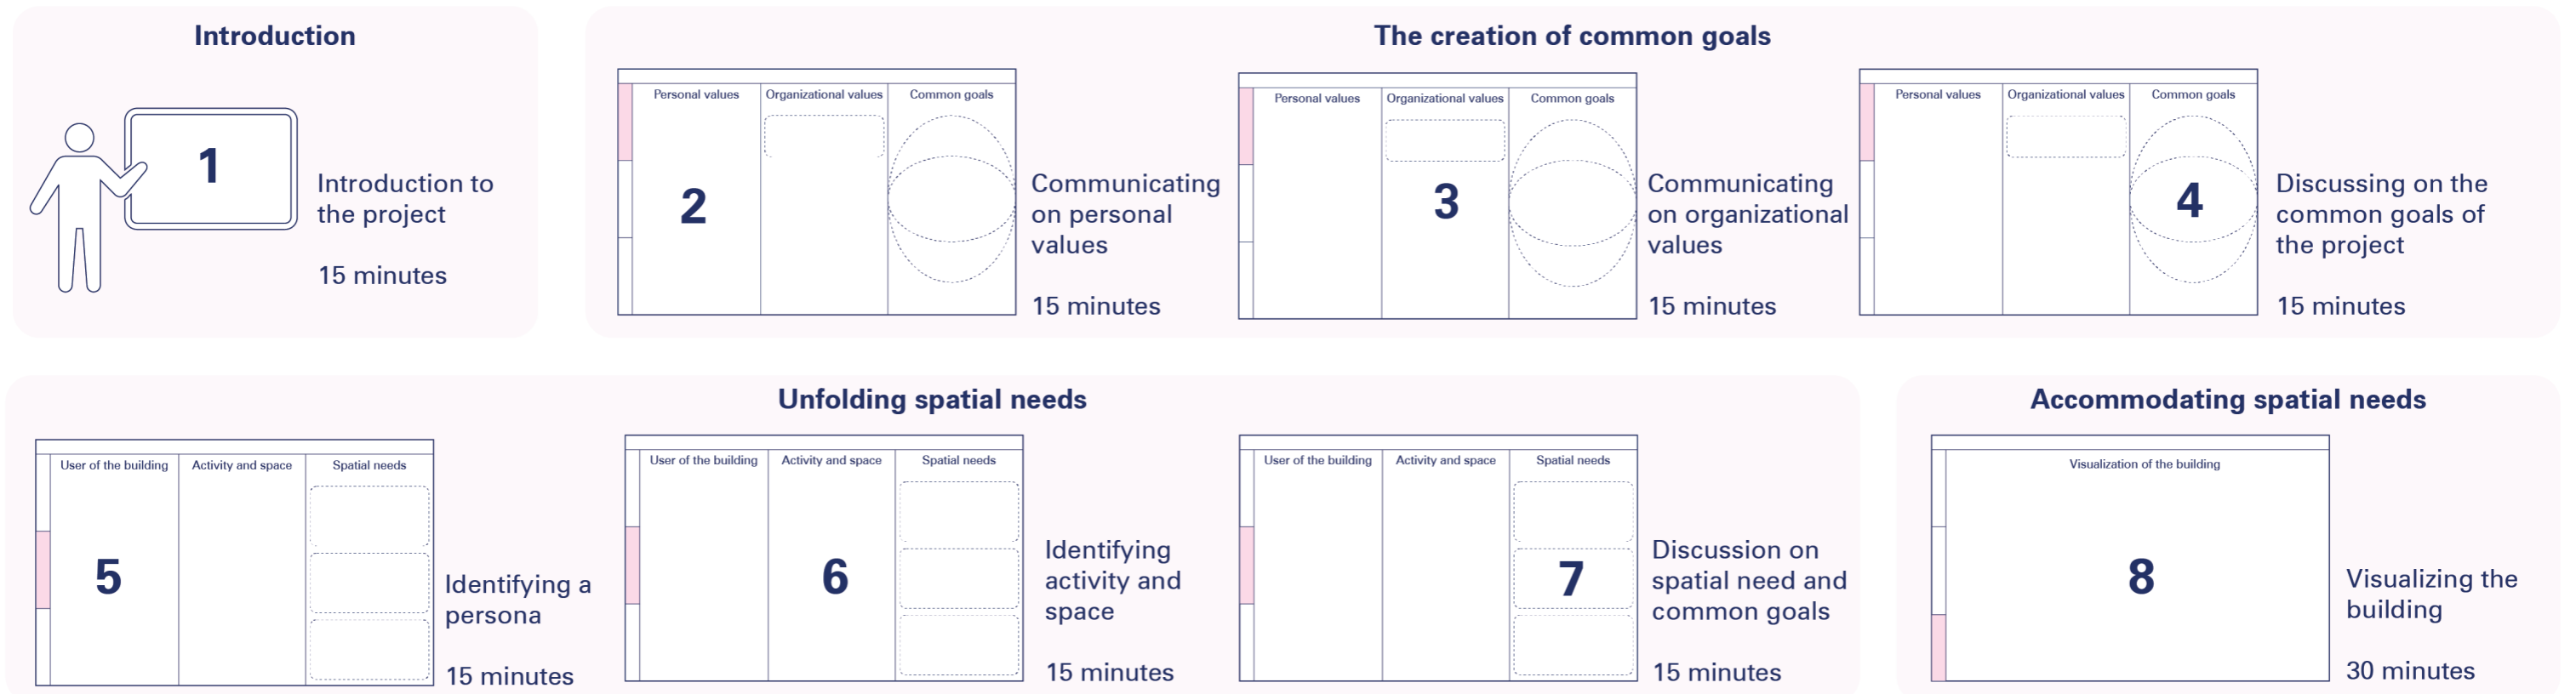 Introduction
1
Introduction to
the project
15 minutes
The creation of common goals
Personal values
Organizational values
Common goals
2
Communicating
on personal
values
15 minutes
Personal values
Organizational values
Common goals
3
Communicating
on organizational
values
15 minutes
Personal values
Organizational values
Common goals
4
Discussing on the
common goals of
the project
15 minutes
Unfolding spatial needs
User of the building
Activity and space
Spatial needs
5
Identifying a
persona
15 minutes
User of the building
Activity and space
Spatial needs
6
Identifying
activity and
space
15 minutes
User of the building
Activity and space
Spatial needs
7
Discussion on
spatial need and
common goals
15 minutes
Accommodating spatial needs
Visualization of the building
8
Visualizing the
building
30 minutes